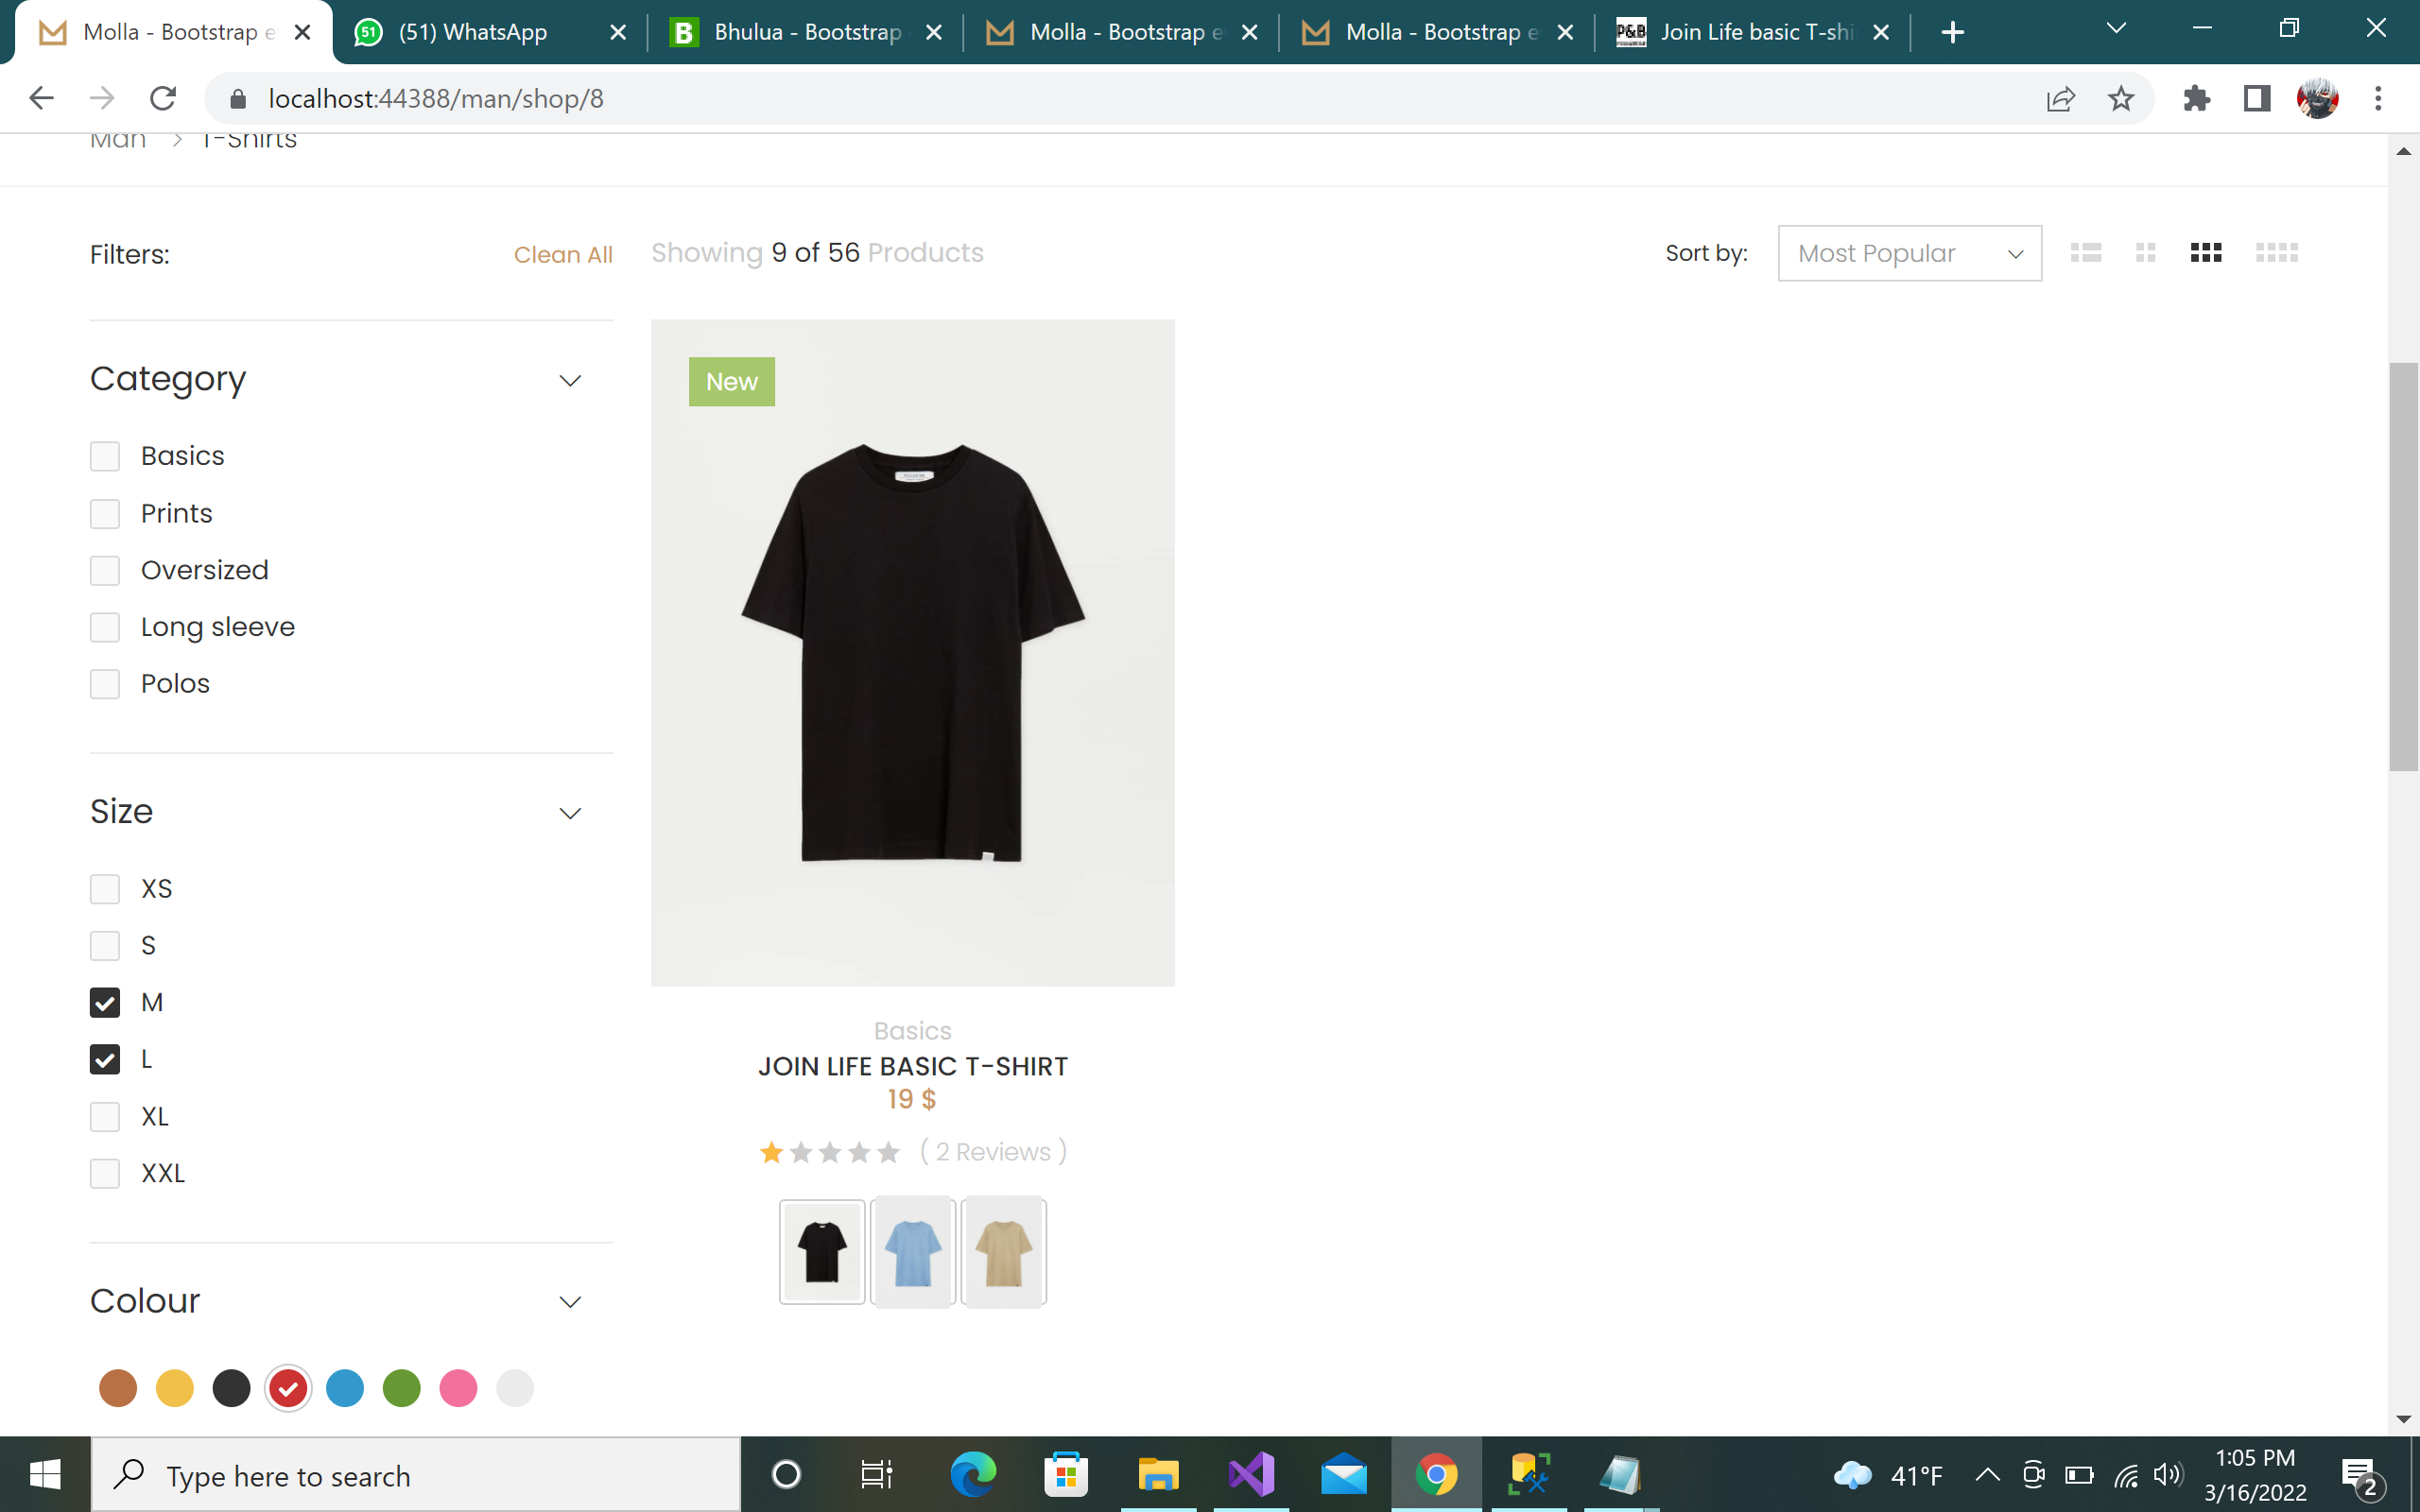 Molla - Bootstrap e
(51) WhatsApp
Bhulua - Bootstrap
Molla - Bootstrap e
Molla - Bootstrap e
P&B
Join Life basic T-shi
localhost:44388/man/shop/8
Man > T-Shirts
Filters:
Clean All
Showing 9 of 56 Products
Sort by:
Most Popular
Category
Basics
Prints
Oversized
Long sleeve
Polos
Size
XS
S
M
L
XL
XXL
Colour
New
Basics
JOIN LIFE BASIC T-SHIRT
19 $
( 2 Reviews )
Type here to search
41°F
1:05 PM
3/16/2022
2